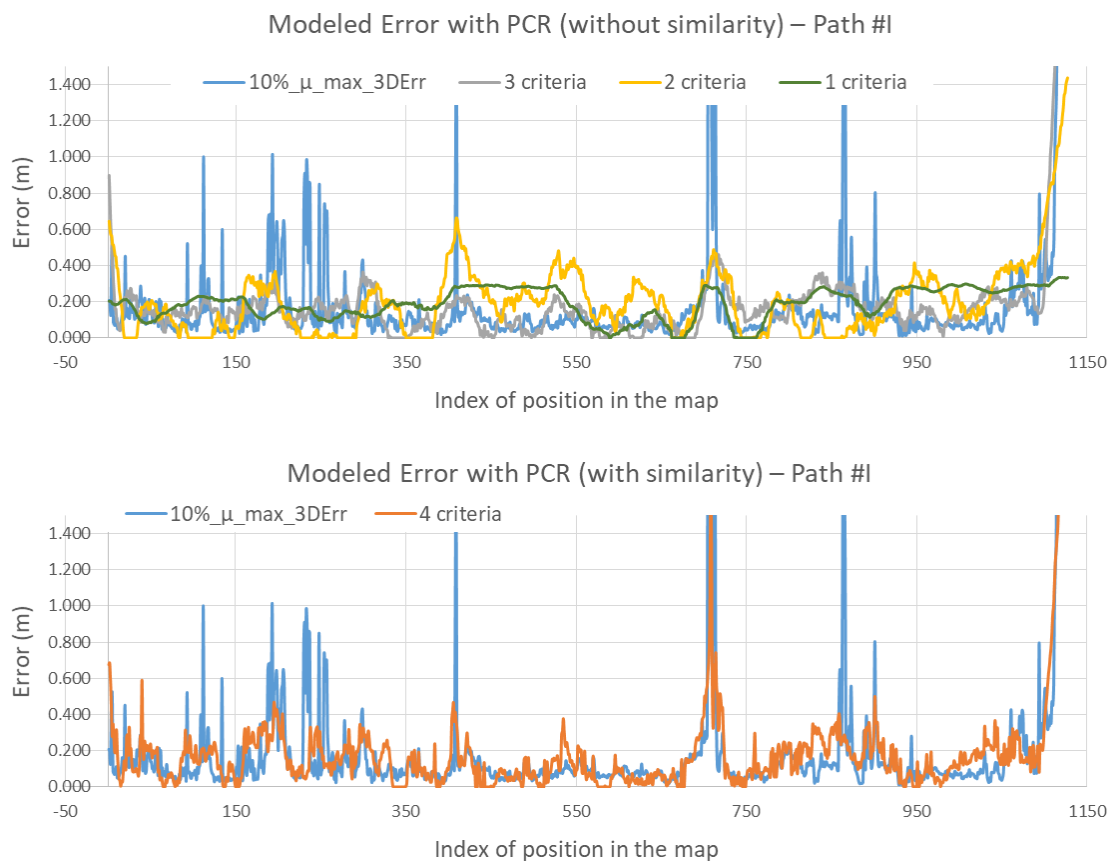 Modeled Error with PCR (without similarity) – Path #I
10%_µ_max_3DErr 3 criteria 2 criteria 1 criteria
1.400
1.200
1.000
0.800
0.600
0.400
0.200
0.000
Error (m)
-50 150 350 550 750 950 1150
Index of position in the map
Modeled Error with PCR (with similarity) – Path #I
10%_µ_max_3DErr 4 criteria
1.400
1.200
1.000
0.800
0.600
0.400
0.200
0.000
Error (m)
-50 150 350 550 750 950 1150
Index of position in the map